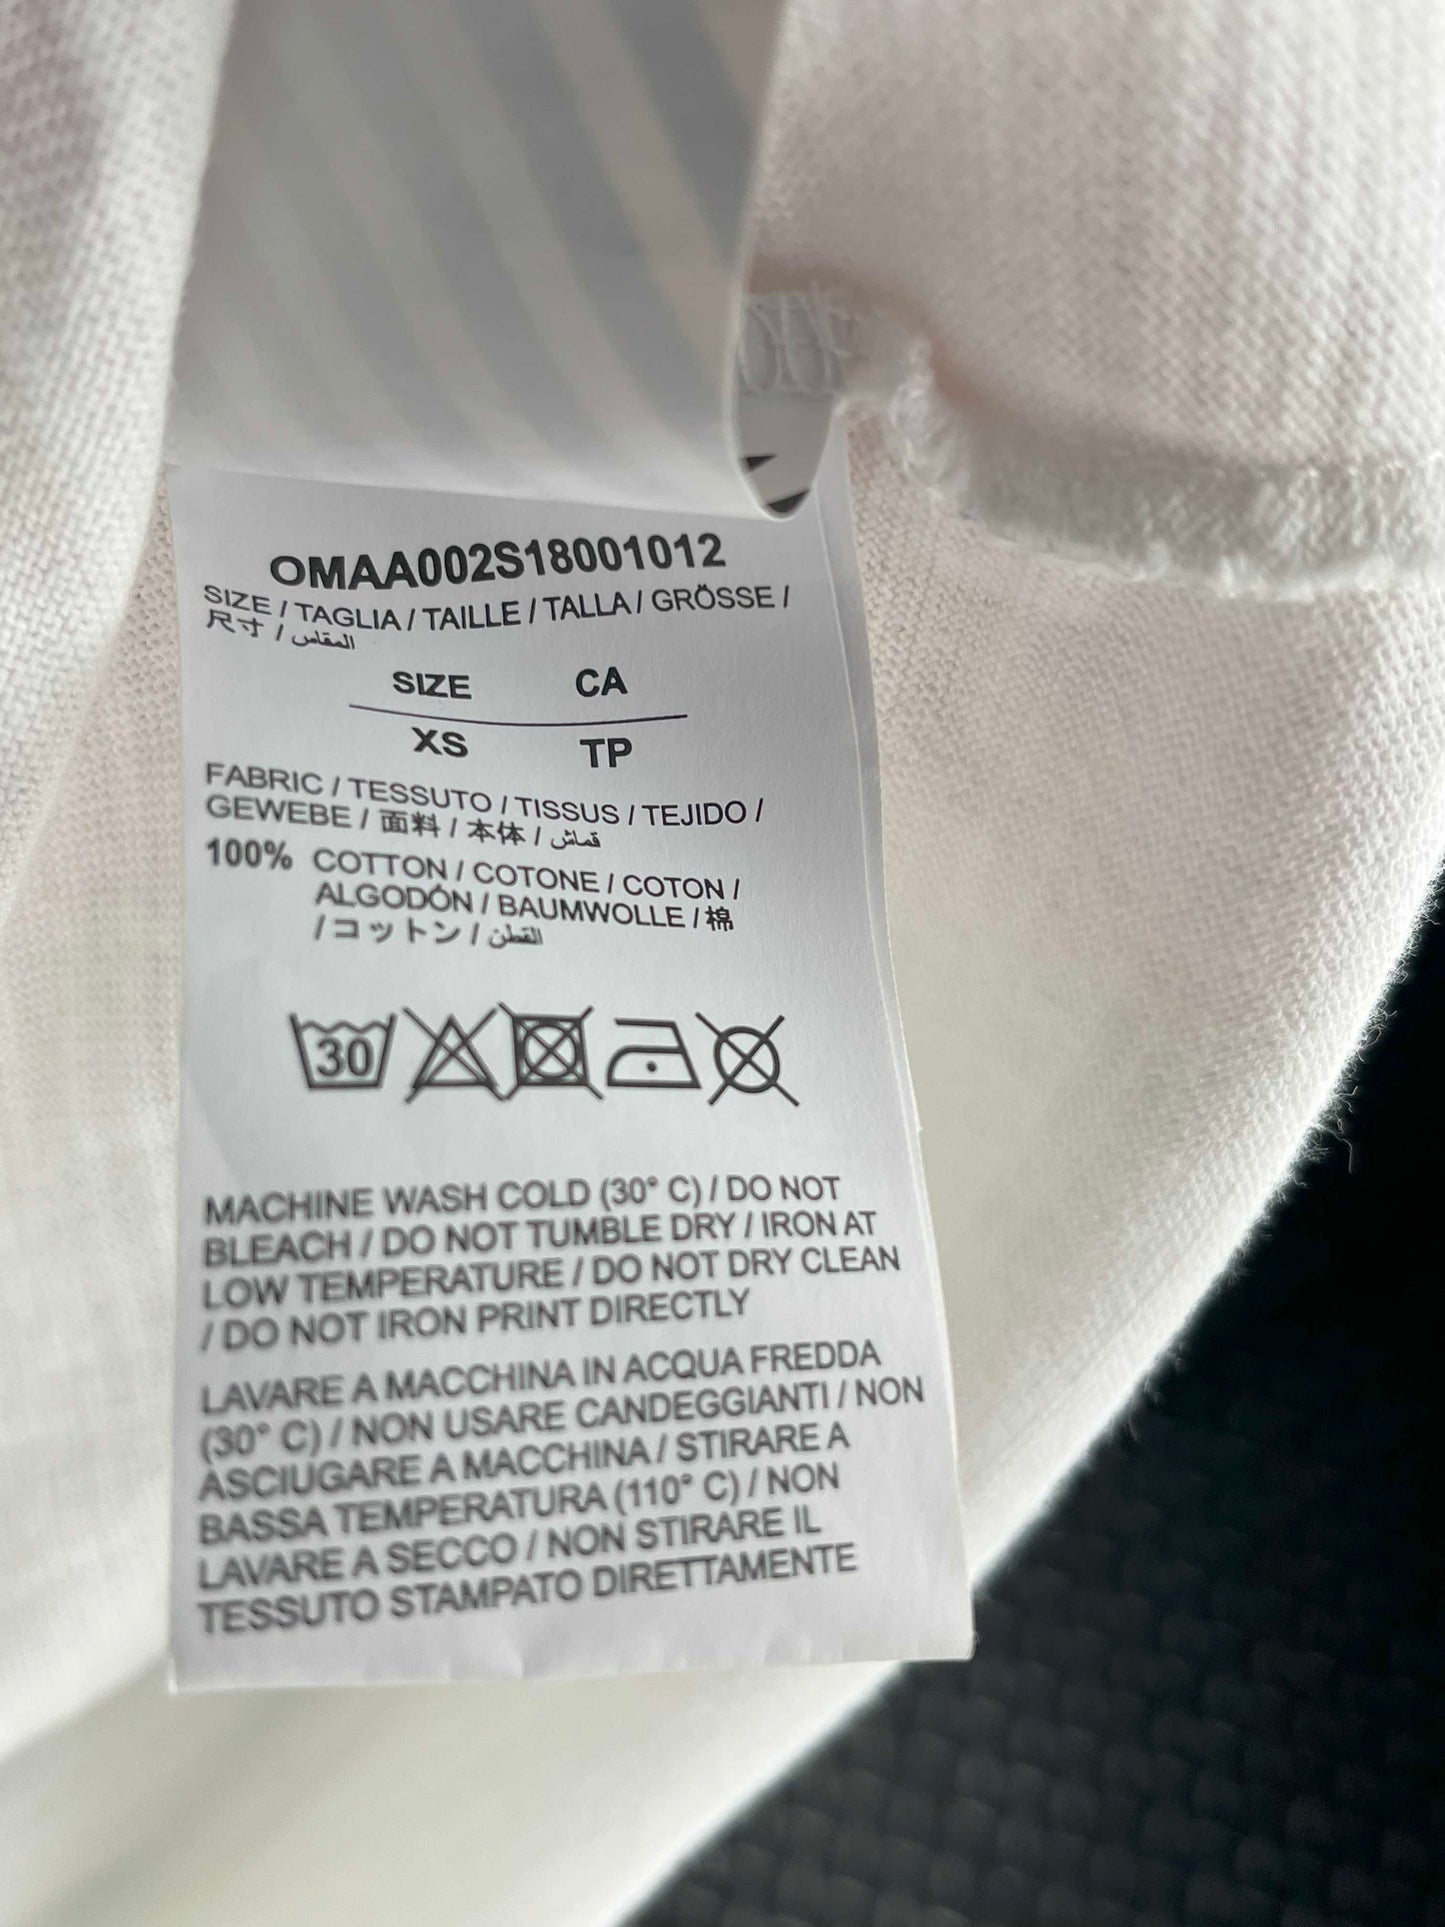 OMAA002S18001012
SIZE / TAGLIA / TAILLE / TALLA / GRÖSSE /
尺寸 / المقاس
SIZE CA
XS TP
FABRIC / TESSUTO / TISSUS / TEJIDO /
GEWEBE / 面料 / 本体 / قماش
100% COTTON / COTONE / COTON /
ALGODÓN / BAUMWOLLE / 棉
/ コットン / القطن
30
MACHINE WASH COLD (30° C) / DO NOT
BLEACH / DO NOT TUMBLE DRY / IRON AT
LOW TEMPERATURE / DO NOT DRY CLEAN
/ DO NOT IRON PRINT DIRECTLY
LAVARE A MACCHINA IN ACQUA FREDDA
(30° C) / NON USARE CANDEGGIANTI / NON
ASCIUGARE A MACCHINA / STIRARE A
BASSA TEMPERATURA (110° C) / NON
LAVARE A SECCO / NON STIRARE IL
TESSUTO STAMPATO DIRETTAMENTE